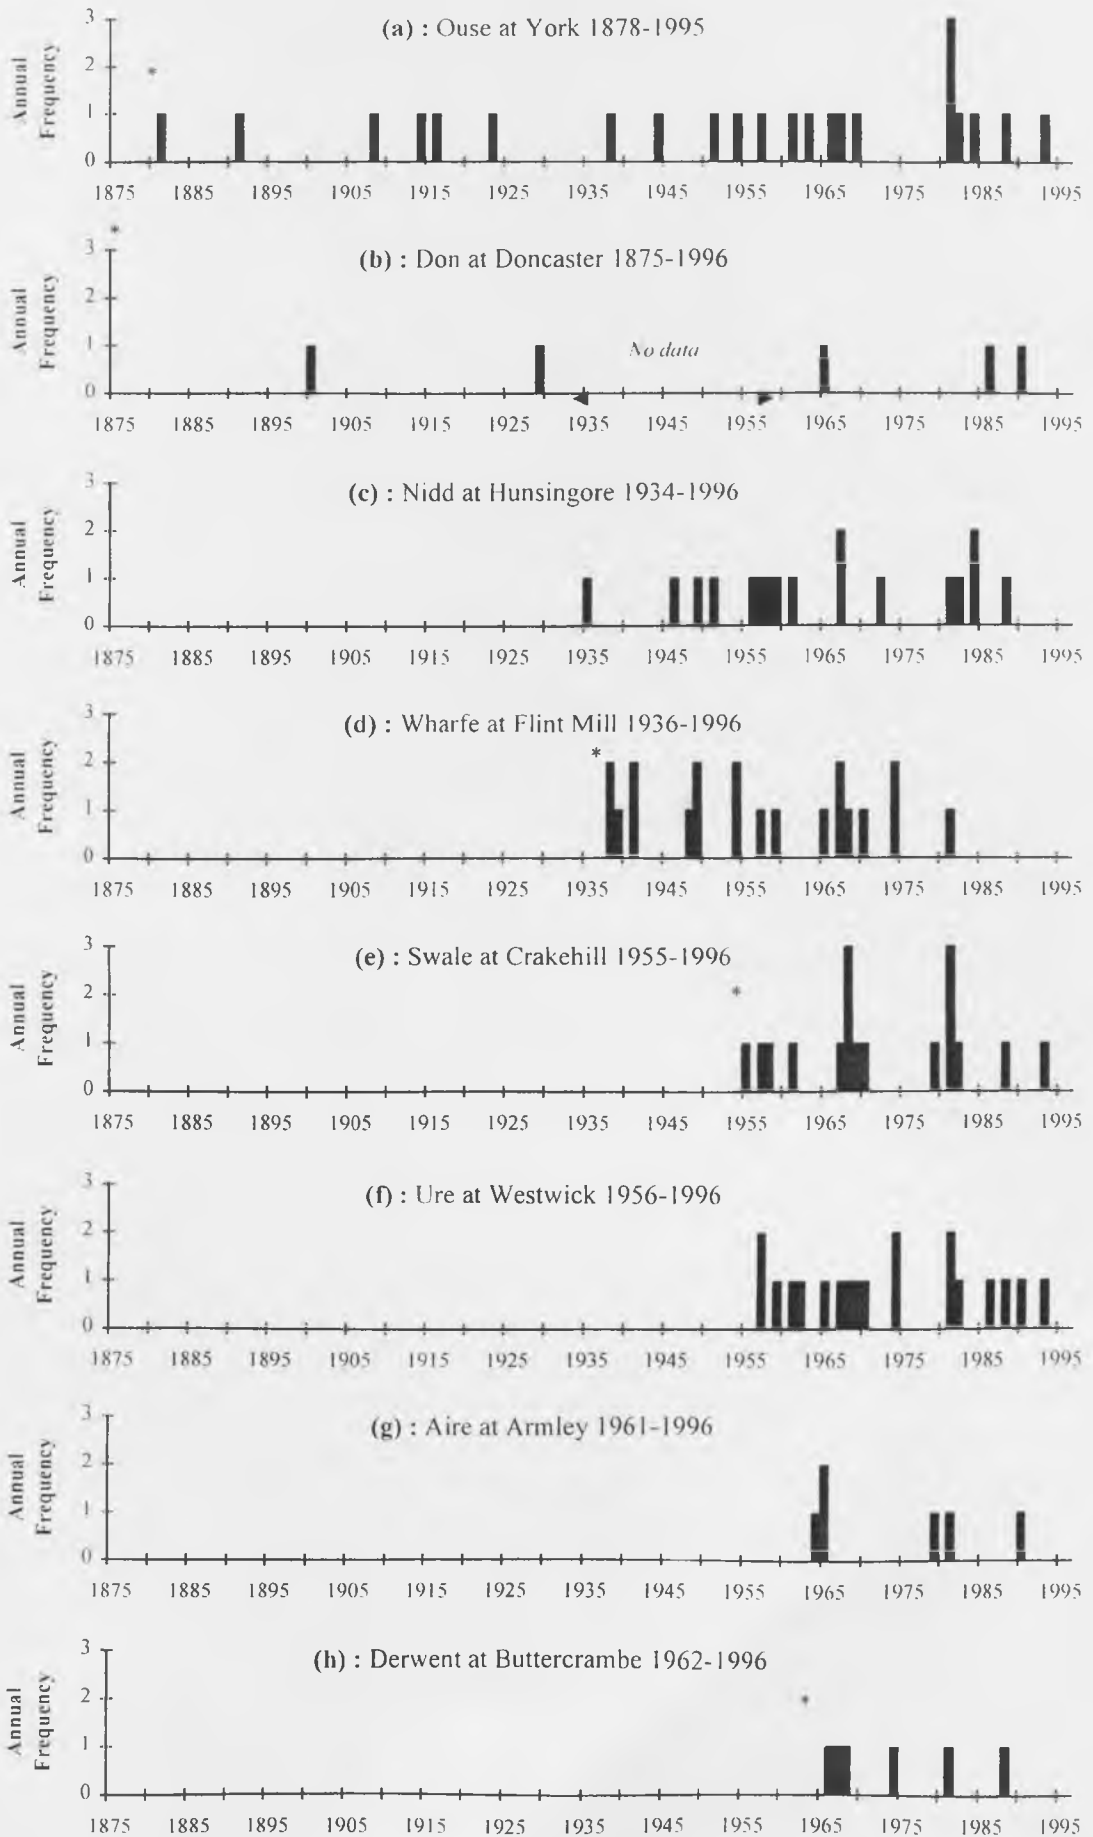 (a) : Ouse at York 1878-1995
Annual Frequency
3
2
*
1
0
1875 1885 1895 1905 1915 1925 1935 1945 1955 1965 1975 1985 1995
*
(b) : Don at Doncaster 1875-1996
Annual Frequency
3
2
1
No data
0
1875 1885 1895 1905 1915 1925 1935 1945 1955 1965 1975 1985 1995
(c) : Nidd at Hunsingore 1934-1996
Annual Frequency
3
2
1
0
1875 1885 1895 1905 1915 1925 1935 1945 1955 1965 1975 1985 1995
(d) : Wharfe at Flint Mill 1936-1996
Annual Frequency
3
*
2
1
0
1875 1885 1895 1905 1915 1925 1935 1945 1955 1965 1975 1985 1995
(e) : Swale at Crakehill 1955-1996
Annual Frequency
3
2
*
1
0
1875 1885 1895 1905 1915 1925 1935 1945 1955 1965 1975 1985 1995
(f) : Ure at Westwick 1956-1996
Annual Frequency
3
2
1
0
1875 1885 1895 1905 1915 1925 1935 1945 1955 1965 1975 1985 1995
(g) : Aire at Armley 1961-1996
Annual Frequency
3
2
1
0
1875 1885 1895 1905 1915 1925 1935 1945 1955 1965 1975 1985 1995
(h) : Derwent at Buttercrambe 1962-1996
Annual Frequency
3
2
*
1
0
1875 1885 1895 1905 1915 1925 1935 1945 1955 1965 1975 1985 1995